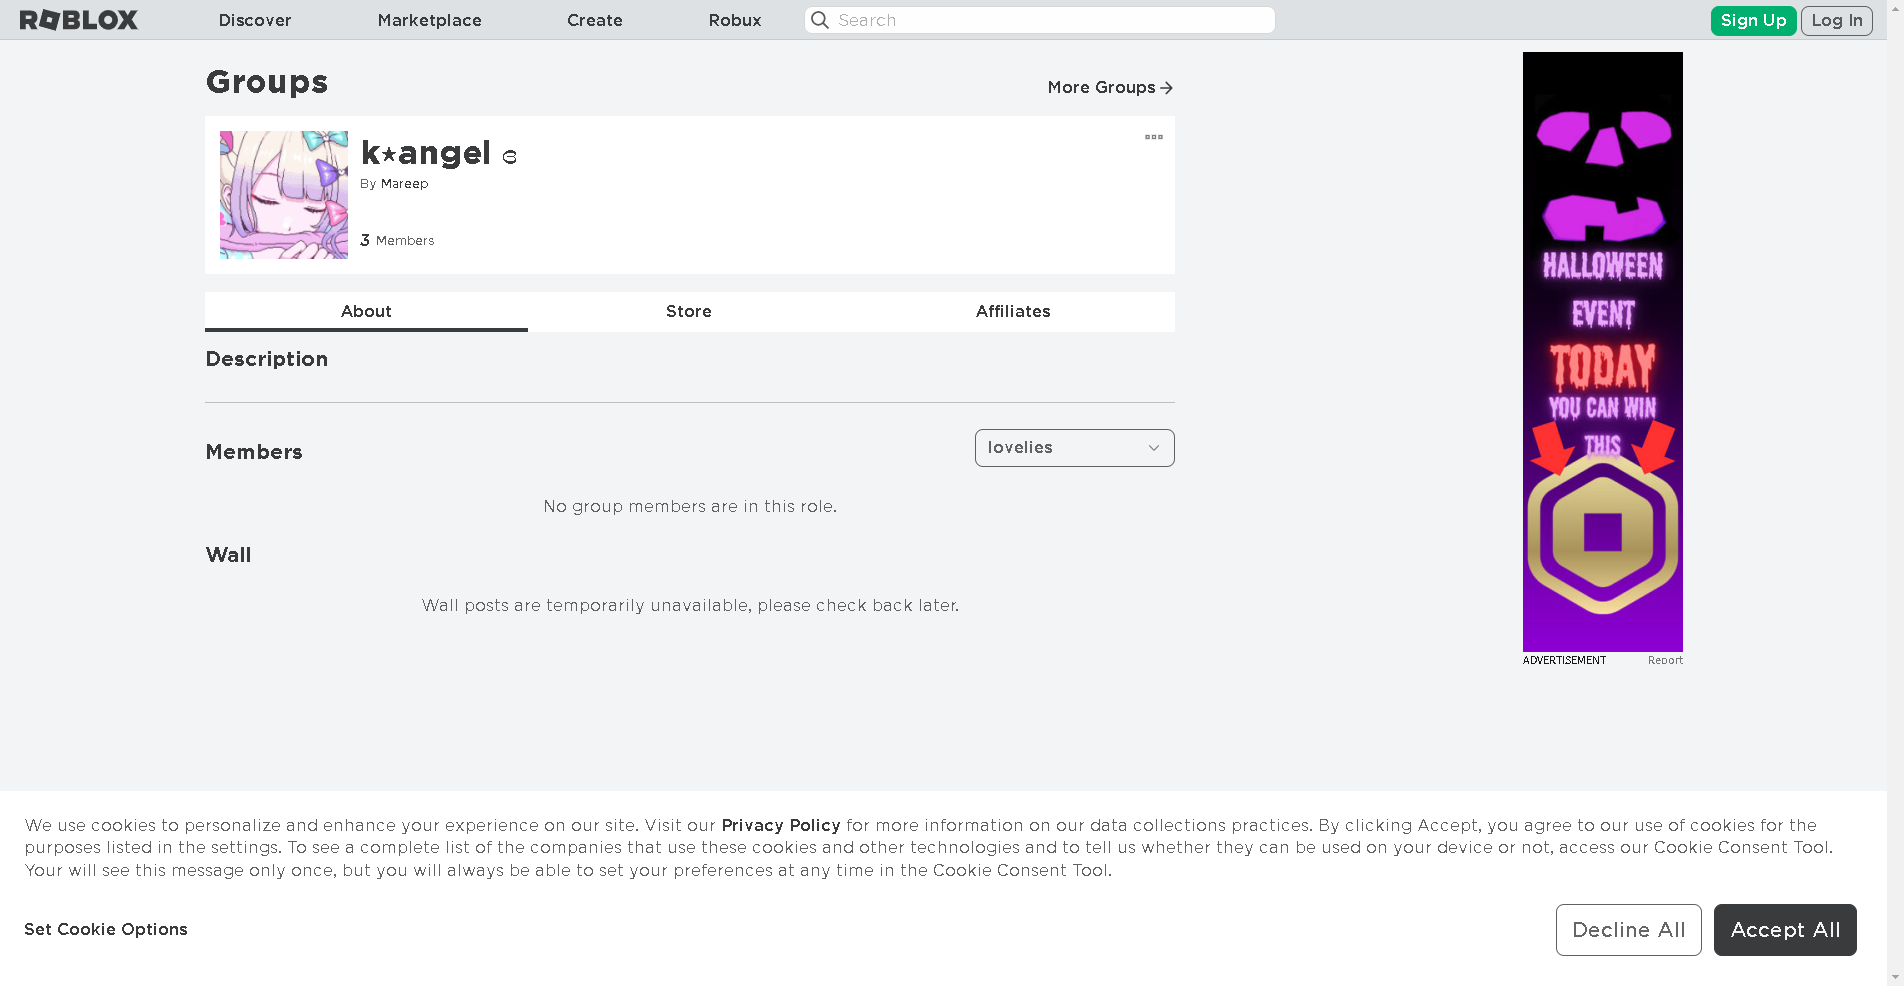 ROBLOX Discover Marketplace Create Robux Search Sign Up Log In
Groups
More Groups
k★angel ෆ
By Mareep
3 Members
About Store Affiliates
Description
Members
lovelies
No group members are in this role.
Wall
Wall posts are temporarily unavailable, please check back later.
HALLOWEEN
EVENT
TODAY
YOU CAN WIN
THIS
ADVERTISEMENT Report
We use cookies to personalize and enhance your experience on our site. Visit our Privacy Policy for more information on our data collections practices. By clicking Accept, you agree to our use of cookies for the
purposes listed in the settings. To see a complete list of the companies that use these cookies and other technologies and to tell us whether they can be used on your device or not, access our Cookie Consent Tool.
Your will see this message only once, but you will always be able to set your preferences at any time in the Cookie Consent Tool.
Set Cookie Options
Decline All Accept All